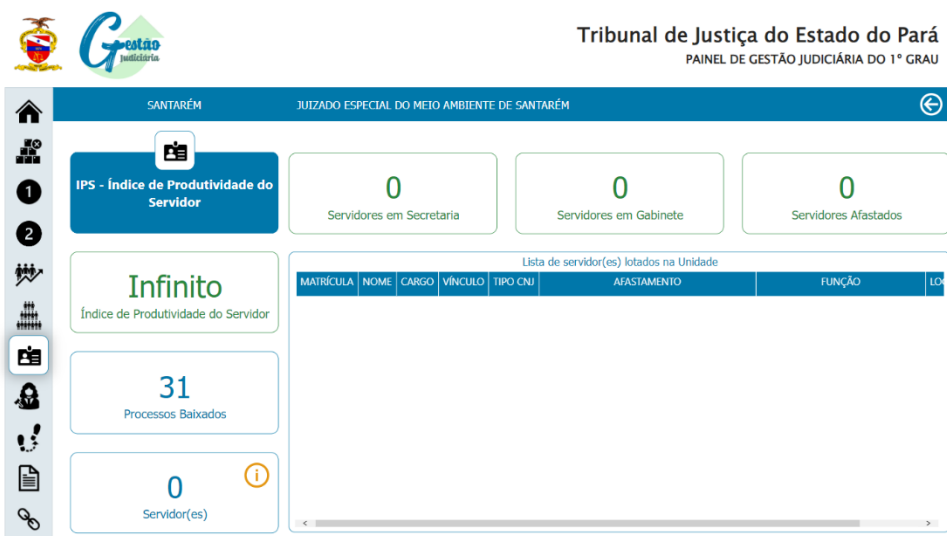 Gestão
Judiciária
Tribunal de Justiça do Estado do Pará
PAINEL DE GESTÃO JUDICIÁRIA DO 1º GRAU
SANTARÉM
JUIZADO ESPECIAL DO MEIO AMBIENTE DE SANTARÉM
IPS - Índice de Produtividade do
Servidor
0
Servidores em Secretaria
0
Servidores em Gabinete
0
Servidores Afastados
1
2
Infinito
Índice de Produtividade do Servidor
31
Processos Baixados
0
Servidor(es)
i
Lista de servidor(es) lotados na Unidade
MATRÍCULA NOME CARGO VÍNCULO TIPO CNJ AFASTAMENTO FUNÇÃO LO